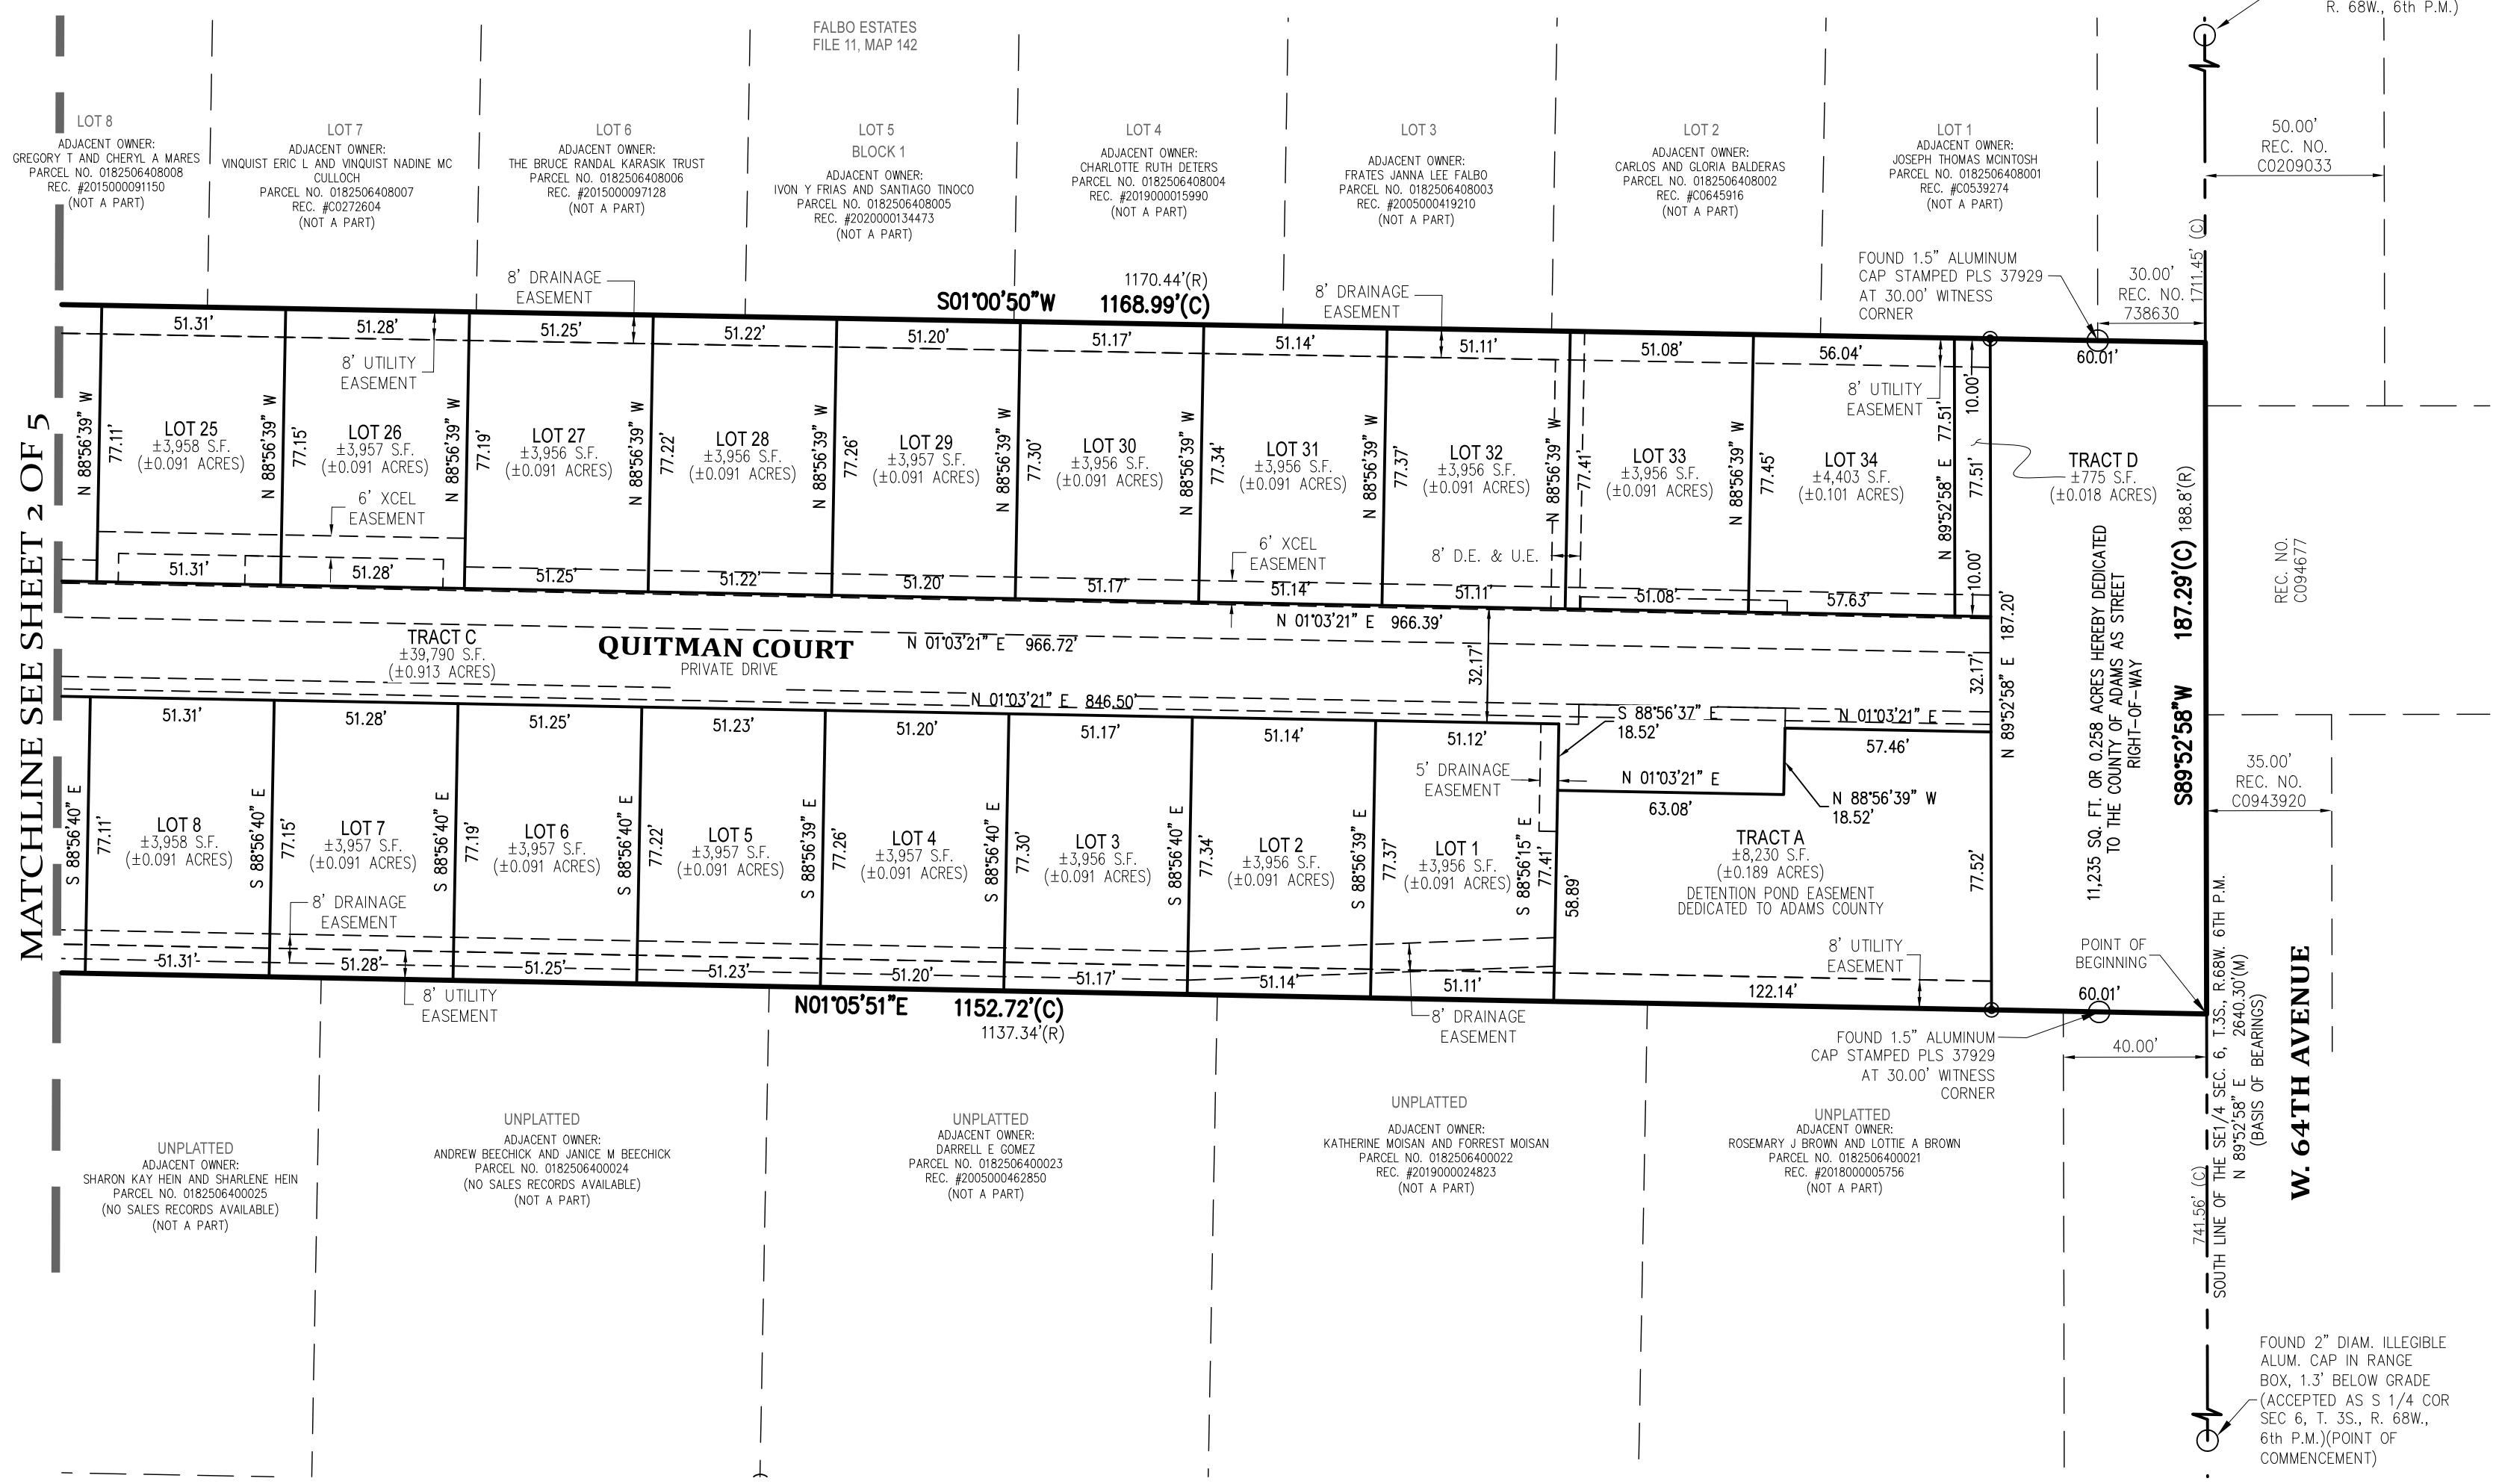 R. 68W., 6th P.M.)
FALBO ESTATES
FILE 11, MAP 142
LOT 8
ADJACENT OWNER:
GREGORY T AND CHERYL A MARES
PARCEL NO. 0182506408008
REC. #2015000091150
(NOT A PART)
LOT 7
ADJACENT OWNER:
VINQUIST ERIC L AND VINQUIST NADINE MC
CULLOCH
PARCEL NO. 0182506408007
REC. #C0272604
(NOT A PART)
LOT 6
ADJACENT OWNER:
THE BRUCE RANDAL KARASIK TRUST
PARCEL NO. 0182506408006
REC. #2015000097128
(NOT A PART)
LOT 5
BLOCK 1
ADJACENT OWNER:
IVON Y FRIAS AND SANTIAGO TINOCO
PARCEL NO. 0182506408005
REC. #2020000134473
(NOT A PART)
LOT 4
ADJACENT OWNER:
CHARLOTTE RUTH DETERS
PARCEL NO. 0182506408004
REC. #2019000015990
(NOT A PART)
LOT 3
ADJACENT OWNER:
FRATES JANNA LEE FALBO
PARCEL NO. 0182506408003
REC. #2005000419210
(NOT A PART)
LOT 2
ADJACENT OWNER:
CARLOS AND GLORIA BALDERAS
PARCEL NO. 0182506408002
REC. #C0645916
(NOT A PART)
LOT 1
ADJACENT OWNER:
JOSEPH THOMAS MCINTOSH
PARCEL NO. 0182506408001
REC. #C0539274
(NOT A PART)
50.00'
REC. NO.
C0209033
1711.45' (C)
FOUND 1.5" ALUMINUM
CAP STAMPED PLS 37929
AT 30.00' WITNESS
CORNER
30.00'
REC. NO.
738630
8' DRAINAGE
EASEMENT
1170.44'(R)
S01°00'50"W 1168.99'(C)
8' DRAINAGE
EASEMENT
51.31'
51.28'
51.25'
51.22'
51.20'
51.17'
51.14'
51.11'
51.08'
56.04'
60.01'
8' UTILITY
EASEMENT
8' UTILITY
EASEMENT
MATCHLINE SEE SHEET 2 OF 5
N 88°56'39" W
77.11'
LOT 25
±3,958 S.F.
(±0.091 ACRES)
N 88°56'39" W
77.15'
LOT 26
±3,957 S.F.
(±0.091 ACRES)
N 88°56'39" W
77.19'
LOT 27
±3,956 S.F.
(±0.091 ACRES)
N 88°56'39" W
77.22'
LOT 28
±3,956 S.F.
(±0.091 ACRES)
N 88°56'39" W
77.26'
LOT 29
±3,957 S.F.
(±0.091 ACRES)
N 88°56'39" W
77.30'
LOT 30
±3,956 S.F.
(±0.091 ACRES)
N 88°56'39" W
77.34'
LOT 31
±3,956 S.F.
(±0.091 ACRES)
N 88°56'39" W
77.37'
LOT 32
±3,956 S.F.
(±0.091 ACRES)
N 88°56'39" W
77.41'
LOT 33
±3,956 S.F.
(±0.091 ACRES)
N 88°56'39" W
77.45'
LOT 34
±4,403 S.F.
(±0.101 ACRES)
N 89°52'58" E 77.51'
10.00'
77.51'
10.00'
TRACT D
±775 S.F.
(±0.018 ACRES)
6' XCEL
EASEMENT
6' XCEL
EASEMENT
8' D.E. & U.E.
51.31'
51.28'
51.25'
51.22'
51.20'
51.17'
51.14'
51.11'
51.08'
57.63'
188.8'(R)
S89°52'58"W 187.29'(C)
11,235 SQ. FT. OR 0.258 ACRES HEREBY DEDICATED
TO THE COUNTY OF ADAMS AS STREET
RIGHT-OF-WAY
REC. NO.
C094677
TRACT C
±39,790 S.F.
(±0.913 ACRES)
QUITMAN COURT
PRIVATE DRIVE
N 01°03'21" E 966.72'
N 01°03'21" E 966.39'
N 01°03'21" E 846.50'
32.17'
32.17'
N 89°52'58" E 187.20'
51.31'
51.28'
51.25'
51.23'
51.20'
51.17'
51.14'
51.12'
S 88°56'37" E
18.52'
N 01°03'21" E
57.46'
5' DRAINAGE
EASEMENT
N 01°03'21" E
63.08'
N 88°56'39" W
18.52'
35.00'
REC. NO.
C0943920
S 88°56'40" E
77.11'
LOT 8
±3,958 S.F.
(±0.091 ACRES)
S 88°56'40" E
77.15'
LOT 7
±3,957 S.F.
(±0.091 ACRES)
S 88°56'40" E
77.19'
LOT 6
±3,957 S.F.
(±0.091 ACRES)
S 88°56'40" E
77.22'
LOT 5
±3,957 S.F.
(±0.091 ACRES)
S 88°56'39" E
77.26'
LOT 4
±3,957 S.F.
(±0.091 ACRES)
S 88°56'40" E
77.30'
LOT 3
±3,956 S.F.
(±0.091 ACRES)
S 88°56'40" E
77.34'
LOT 2
±3,956 S.F.
(±0.091 ACRES)
S 88°56'39" E
77.37'
LOT 1
±3,956 S.F.
(±0.091 ACRES)
S 88°56'15" E
77.41'
58.89'
TRACT A
±8,230 S.F.
(±0.189 ACRES)
DETENTION POND EASEMENT
DEDICATED TO ADAMS COUNTY
77.52'
8' DRAINAGE
EASEMENT
8' UTILITY
EASEMENT
POINT OF
BEGINNING
51.31'
51.28'
51.25'
51.23'
51.20'
51.17'
51.14'
51.11'
122.14'
60.01'
8' UTILITY
EASEMENT
N01°05'51"E 1152.72'(C)
1137.34'(R)
8' DRAINAGE
EASEMENT
FOUND 1.5" ALUMINUM
CAP STAMPED PLS 37929
AT 30.00' WITNESS
CORNER
40.00'
741.56' (C)
SOUTH LINE OF THE SE1/4 SEC. 6, T.3S., R.68W. 6TH P.M.
N 89°52'58" E 2640.30'(M)
(BASIS OF BEARINGS)
W. 64TH AVENUE
UNPLATTED
ADJACENT OWNER:
SHARON KAY HEIN AND SHARLENE HEIN
PARCEL NO. 0182506400025
(NO SALES RECORDS AVAILABLE)
(NOT A PART)
UNPLATTED
ADJACENT OWNER:
ANDREW BEECHICK AND JANICE M BEECHICK
PARCEL NO. 0182506400024
(NO SALES RECORDS AVAILABLE)
(NOT A PART)
UNPLATTED
ADJACENT OWNER:
DARRELL E GOMEZ
PARCEL NO. 0182506400023
REC. #2005000462850
(NOT A PART)
UNPLATTED
ADJACENT OWNER:
KATHERINE MOISAN AND FORREST MOISAN
PARCEL NO. 0182506400022
REC. #2019000024823
(NOT A PART)
UNPLATTED
ADJACENT OWNER:
ROSEMARY J BROWN AND LOTTIE A BROWN
PARCEL NO. 0182506400021
REC. #2018000005756
(NOT A PART)
FOUND 2" DIAM. ILLEGIBLE
ALUM. CAP IN RANGE
BOX, 1.3' BELOW GRADE
(ACCEPTED AS S 1/4 COR
SEC 6, T. 3S., R. 68W.,
6th P.M.)(POINT OF
COMMENCEMENT)